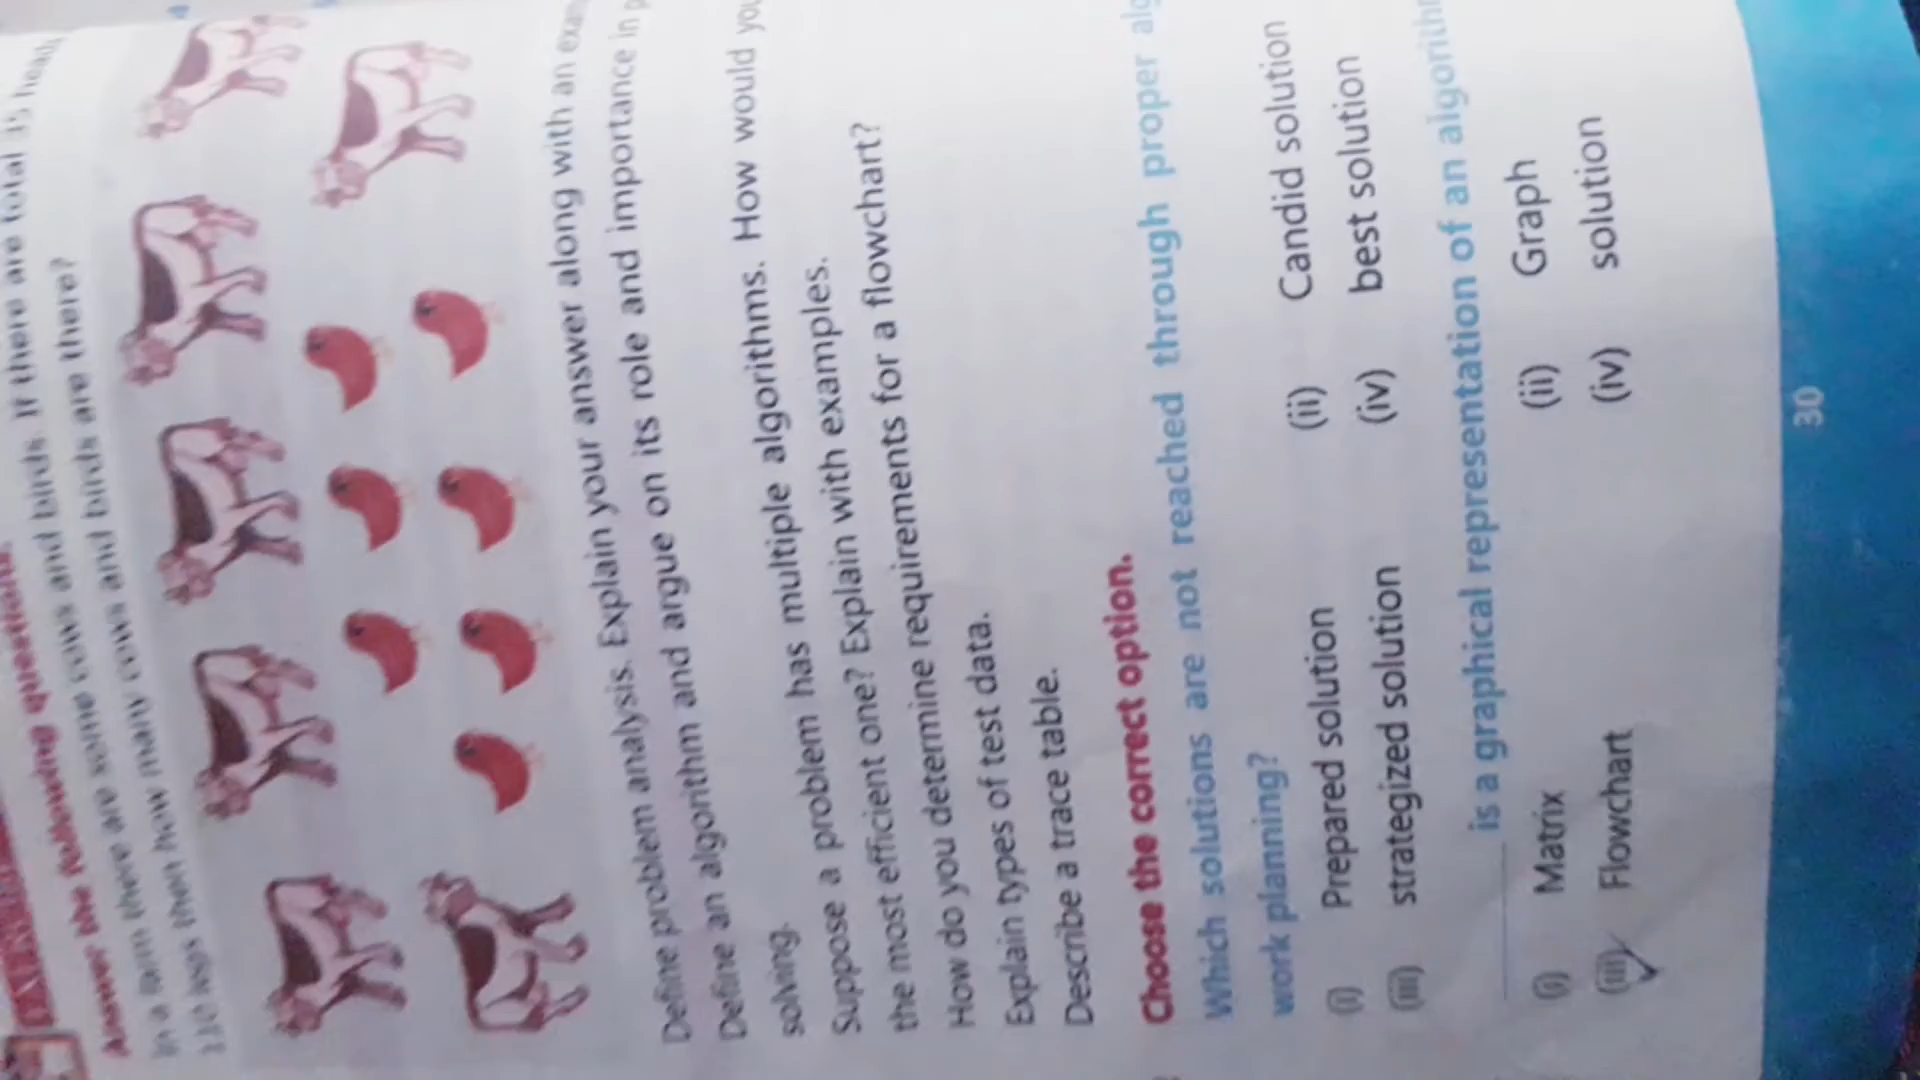 Answer the following questions.
In a farm there are some cows and birds. If there are total 35 heads
110 legs then how many cows and birds are there?
Define problem analysis. Explain your answer along with an
Define an algorithm and argue on its role and importance in
solving.
Suppose a problem has multiple algorithms. How would you
the most efficient one? Explain with examples.
How do you determine requirements for a flowchart?
Explain types of test data.
Describe a trace table.
Choose the correct option.
Which solutions are not reached through proper
work planning?
(i) Prepared solution (ii) Candid solution
(iii) strategized solution (iv) best solution
is a graphical representation of an
(i) Matrix (ii) Graph
(iii) Flowchart (iv) solution
30